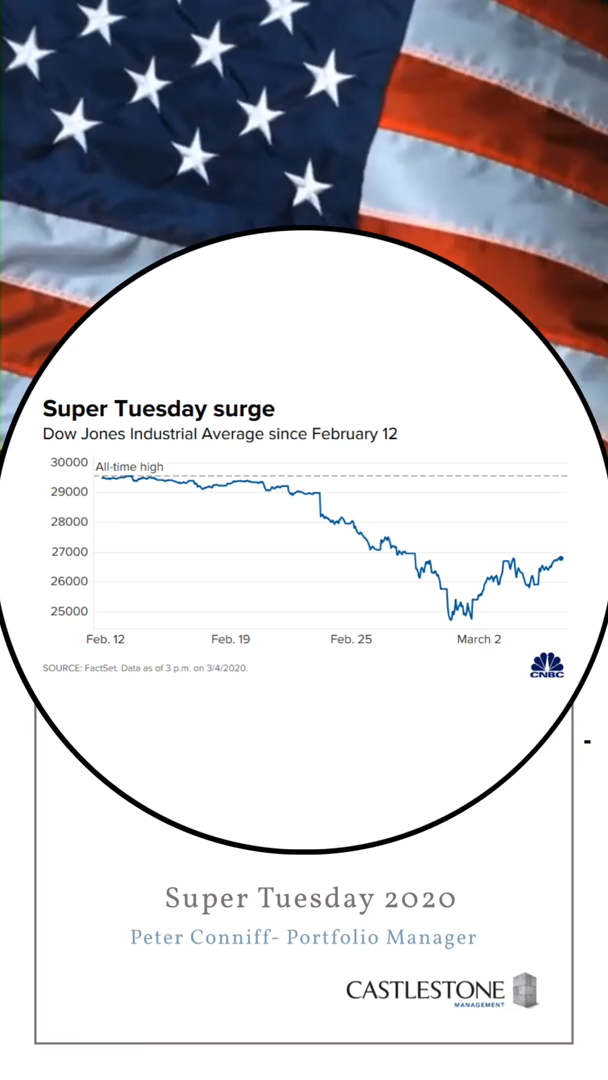 Super Tuesday surge
Dow Jones Industrial Average since February 12
30000
All-time high
29000
28000
27000
26000
25000
Feb. 12 Feb. 19 Feb. 25 March 2
SOURCE: FactSet. Data as of 3 p.m. on 3/4/2020.
CNBC
-
Super Tuesday 2020
Peter Conniff- Portfolio Manager
CASTLESTONE
MANAGEMENT